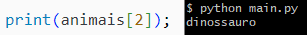 print(animais[2]);
$ python main.py
dinossauro